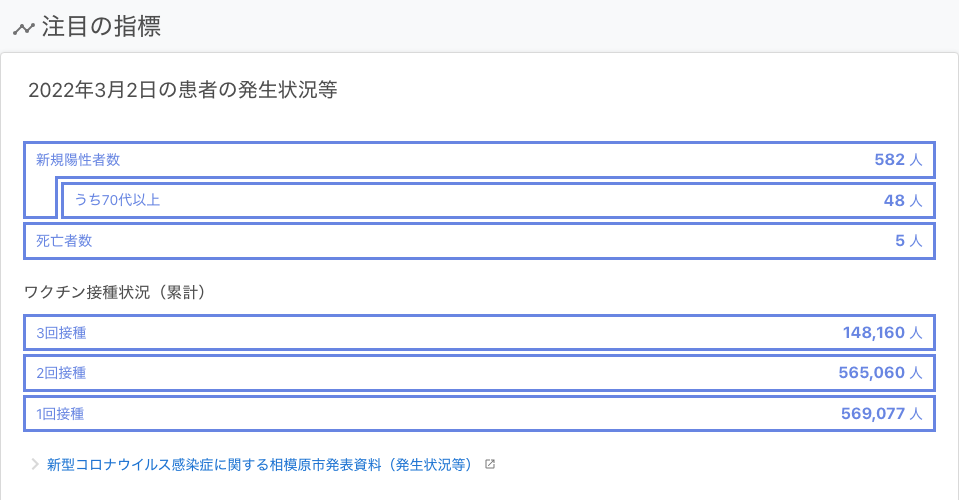 注目の指標
2022年3月2日の患者の発生状況等
新規陽性者数 582 人
うち70代以上 48 人
死亡者数 5 人
ワクチン接種状況（累計）
3回接種 148,160 人
2回接種 565,060 人
1回接種 569,077 人
新型コロナウイルス感染症に関する相模原市発表資料（発生状況等）